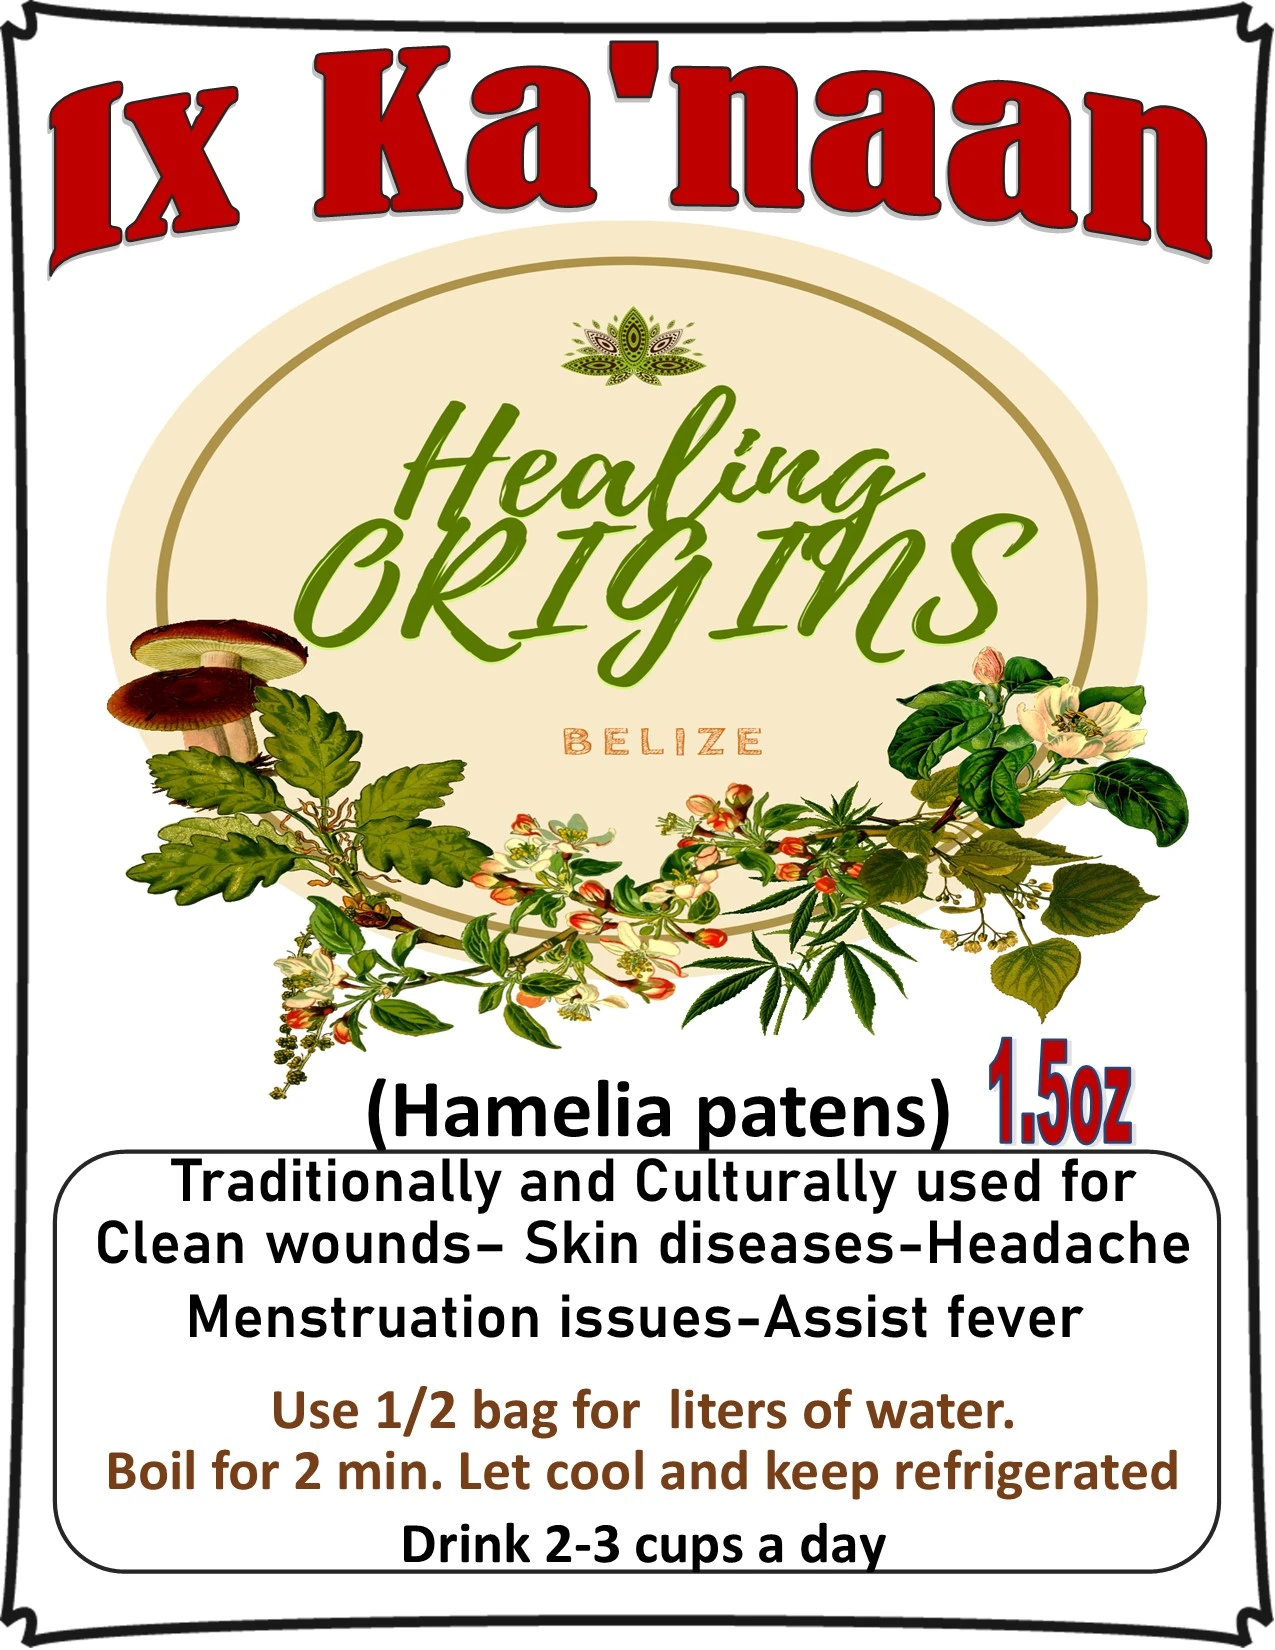 Ix Ka'naan
Healing
ORIGINS
BELIZE
(Hamelia patens) 1.5oz
Traditionally and Culturally used for
Clean wounds– Skin diseases-Headache
Menstruation issues-Assist fever
Use 1/2 bag for  liters of water.
Boil for 2 min. Let cool and keep refrigerated
Drink 2-3 cups a day